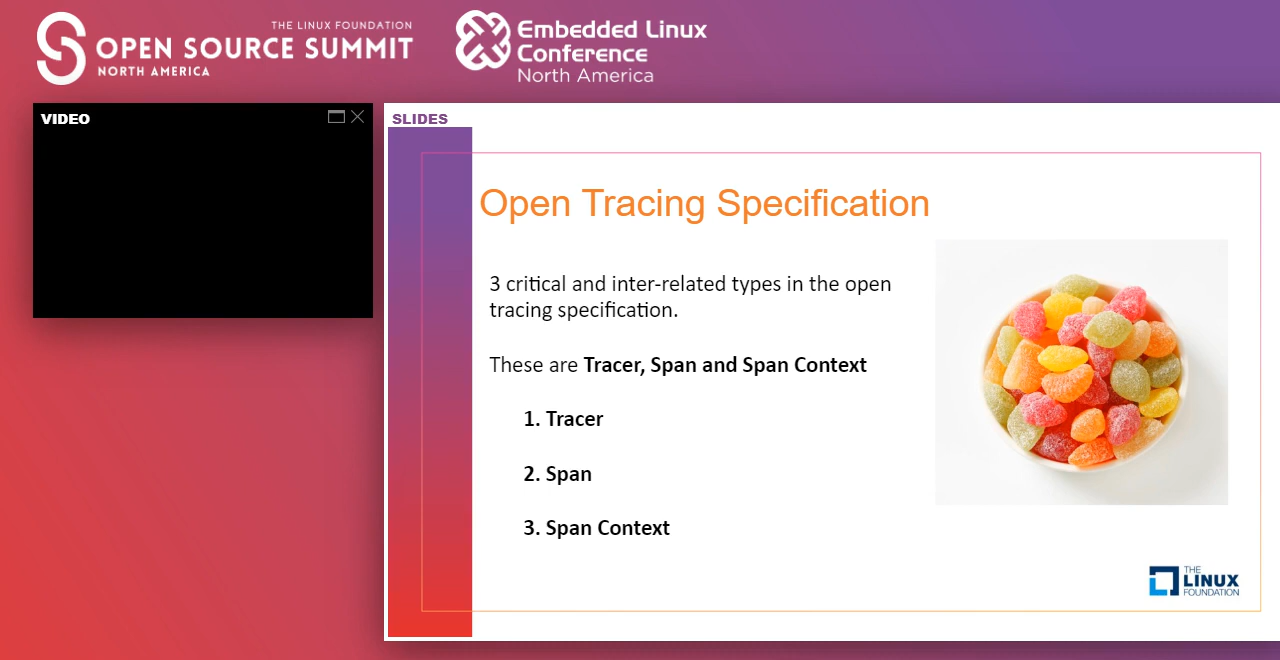 THE LINUX FOUNDATION
OPEN SOURCE SUMMIT
NORTH AMERICA
Embedded Linux
Conference
North America
VIDEO
SLIDES
Open Tracing Specification
3 critical and inter-related types in the open
tracing specification.
These are Tracer, Span and Span Context
1. Tracer
2. Span
3. Span Context
THE
LINUX
FOUNDATION